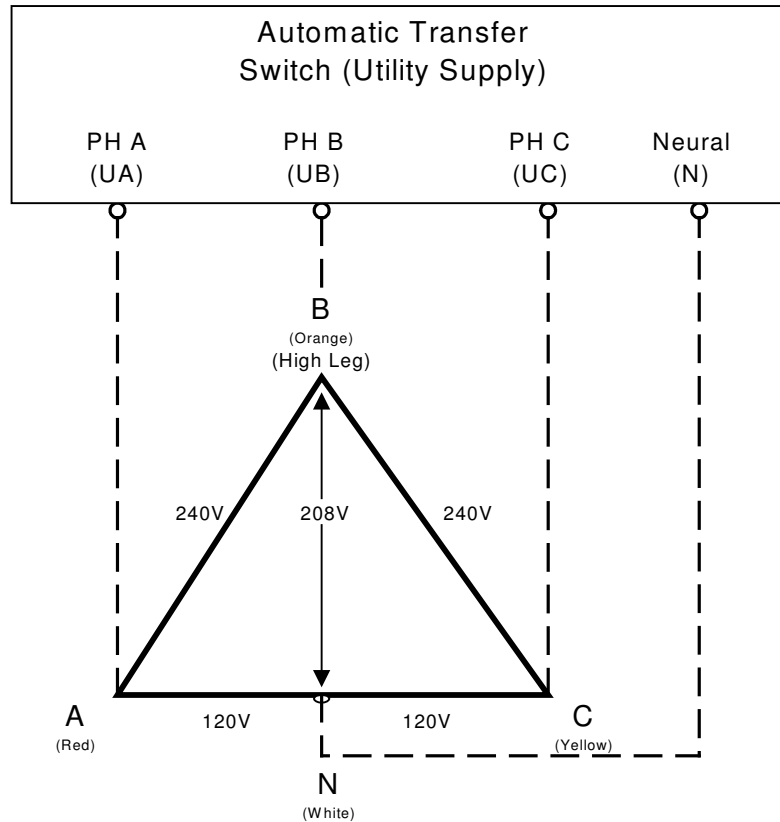 Automatic Transfer
Switch (Utility Supply)
PH A
(UA)
PH B
(UB)
PH C
(UC)
Neural
(N)
B
(Orange)
(High Leg)
240V
208V
240V
A
(Red)
120V
120V
C
(Yellow)
N
(White)